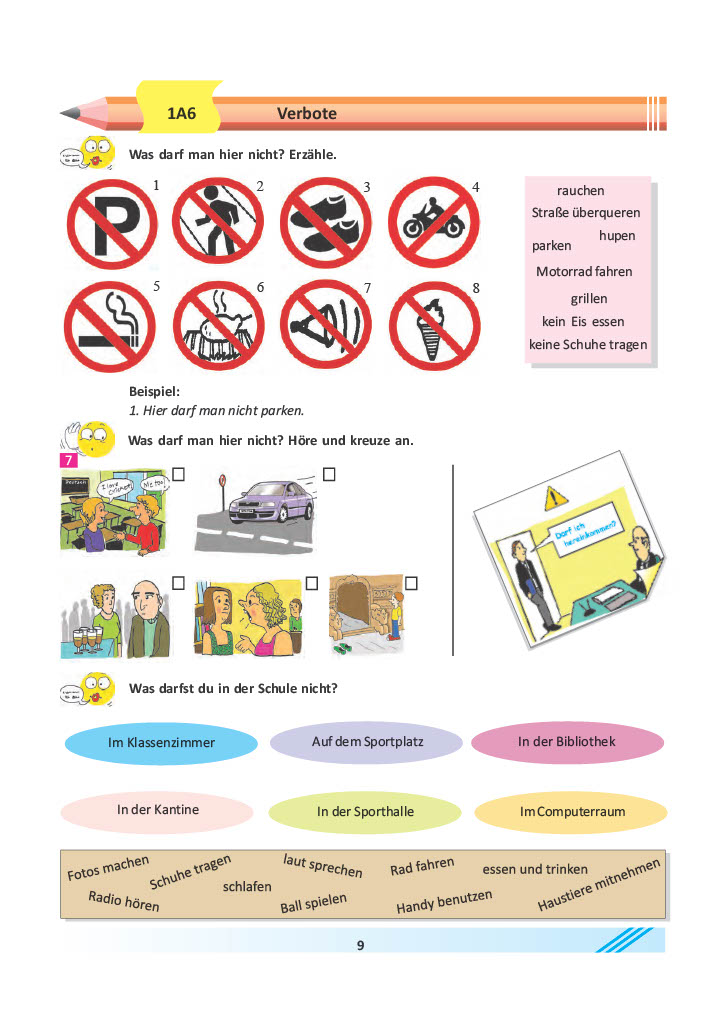 1A6 Verbote
Was darf man hier nicht? Erzähle.
1 2 3 4
5 6 7 8
rauchen
Straße überqueren
hupen
parken
Motorrad fahren
grillen
kein Eis essen
keine Schuhe tragen
Beispiel:
1. Hier darf man nicht parken.
Was darf man hier nicht? Höre und kreuze an.
7
Deutsch
I love
Me too!
Darf ich
hereinkommen?
Was darfst du in der Schule nicht?
Im Klassenzimmer
Auf dem Sportplatz
In der Bibliothek
In der Kantine
In der Sporthalle
Im Computerraum
Fotos machen
Schuhe tragen
laut sprechen
Rad fahren
essen und trinken
Haustiere mitnehmen
Radio hören
schlafen
Ball spielen
Handy benutzen
9